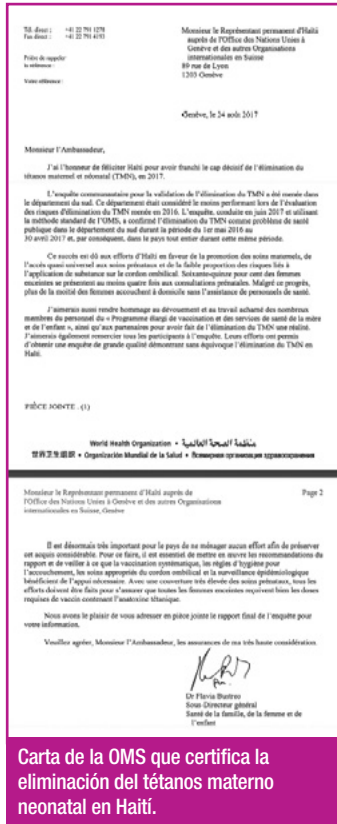 Tél. direct : +41 22 791 1278
Fax direct : +41 22 791 4193
Prière de rappeler
la référence :
Votre référence :
Monsieur le Représentant permanent d'Haïti
auprès de l'Office des Nations Unies à
Genève et des autres Organisations
internationales en Suisse
89 rue de Lyon
1203 Genève
Genève, le 24 août 2017
Monsieur l'Ambassadeur,
J'ai l'honneur de féliciter Haïti pour avoir franchi le cap décisif de l'élimination du
tétanos maternel et néonatal (TMN), en 2017.
L'enquête communautaire pour la validation de l'élimination du TMN a été menée dans
le département du sud. Ce département était considéré le moins performant lors de l'évaluation
des risques d'élimination du TMN menée en 2016. L'enquête, conduite en juin 2017 et utilisant
la méthode standard de l'OMS, a confirmé l'élimination du TMN comme problème de santé
publique dans le département du sud durant la période du 1er mai 2016 au
30 avril 2017 et, par conséquent, dans le pays tout entier durant cette même période.
Ce succès est dû aux efforts d'Haïti en faveur de la promotion des soins maternels, de
l'accès quasi universel aux soins prénataux et de la faible proportion des risques liés à
l'application de substance sur le cordon ombilical. Soixante-quinze pour cent des femmes
enceintes se présentent au moins quatre fois aux consultations prénatales. Malgré ce progrès,
plus de la moitié des femmes accouchent à domicile sans l'assistance de personnels de santé.
J'aimerais aussi rendre hommage au dévouement et au travail acharné des nombreux
membres du personnel du « Programme élargi de vaccination et des services de santé de la mère
et de l'enfant », ainsi qu'aux partenaires pour avoir fait de l'élimination du TMN une réalité.
J'aimerais également remercier tous les participants à l'enquête. Leurs efforts ont permis
d'obtenir une enquête de grande qualité démontrant sans équivoque l'élimination du TMN en
Haïti.
PIÈCE JOINTE : (1)
World Health Organization • منظمة الصحة العالمية
世界卫生组织 • Organización Mundial de la Salud • Всемирная организация здравоохранения
Monsieur le Représentant permanent d'Haïti auprès de Page 2
l'Office des Nations Unies à Genève et des autres Organisations
internationales en Suisse, Genève
Il est désormais très important pour le pays de ne ménager aucun effort afin de préserver
cet acquis considérable. Pour ce faire, il est essentiel de mettre en œuvre les recommandations du
rapport et de veiller à ce que la vaccination systématique, les règles d'hygiène pour
l'accouchement, les soins appropriés du cordon ombilical et la surveillance épidémiologique
bénéficient de l'appui nécessaire. Avec une couverture très élevée des soins prénataux, tous les
efforts doivent être faits pour s'assurer que toutes les femmes enceintes reçoivent bien les doses
requises de vaccin contenant l'anatoxine tétanique.
Nous avons le plaisir de vous adresser en pièce jointe le rapport final de l'enquête pour
votre information.
Veuillez agréer, Monsieur l'Ambassadeur, les assurances de ma très haute considération.
Dr Flavia Bustreo
Sous-Directeur général
Santé de la famille, de la femme et de
l'enfant
Carta de la OMS que certifica la
eliminación del tétanos materno
neonatal en Haití.